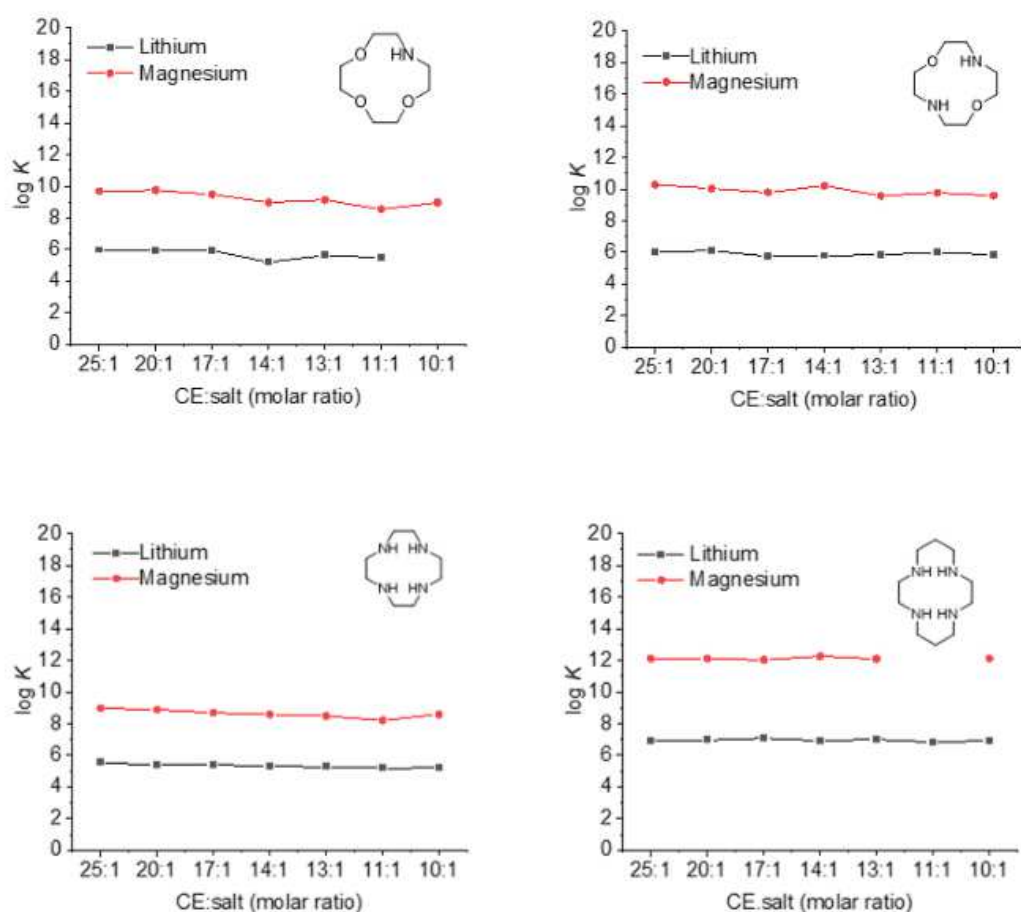 20
18
16
14
12
10
8
6
4
2
0
log K
Lithium
Magnesium
O
HN
O
O
25:1 20:1 17:1 14:1 13:1 11:1 10:1
CE:salt (molar ratio)
20
18
16
14
12
10
8
6
4
2
0
log K
Lithium
Magnesium
O
HN
NH
O
25:1 20:1 17:1 14:1 13:1 11:1 10:1
CE:salt (molar ratio)
20
18
16
14
12
10
8
6
4
2
0
log K
Lithium
Magnesium
NH HN
NH HN
25:1 20:1 17:1 14:1 13:1 11:1 10:1
CE:salt (molar ratio)
20
18
16
14
12
10
8
6
4
2
0
log K
Lithium
Magnesium
NH HN
NH HN
25:1 20:1 17:1 14:1 13:1 11:1 10:1
CE.salt (molar ratio)